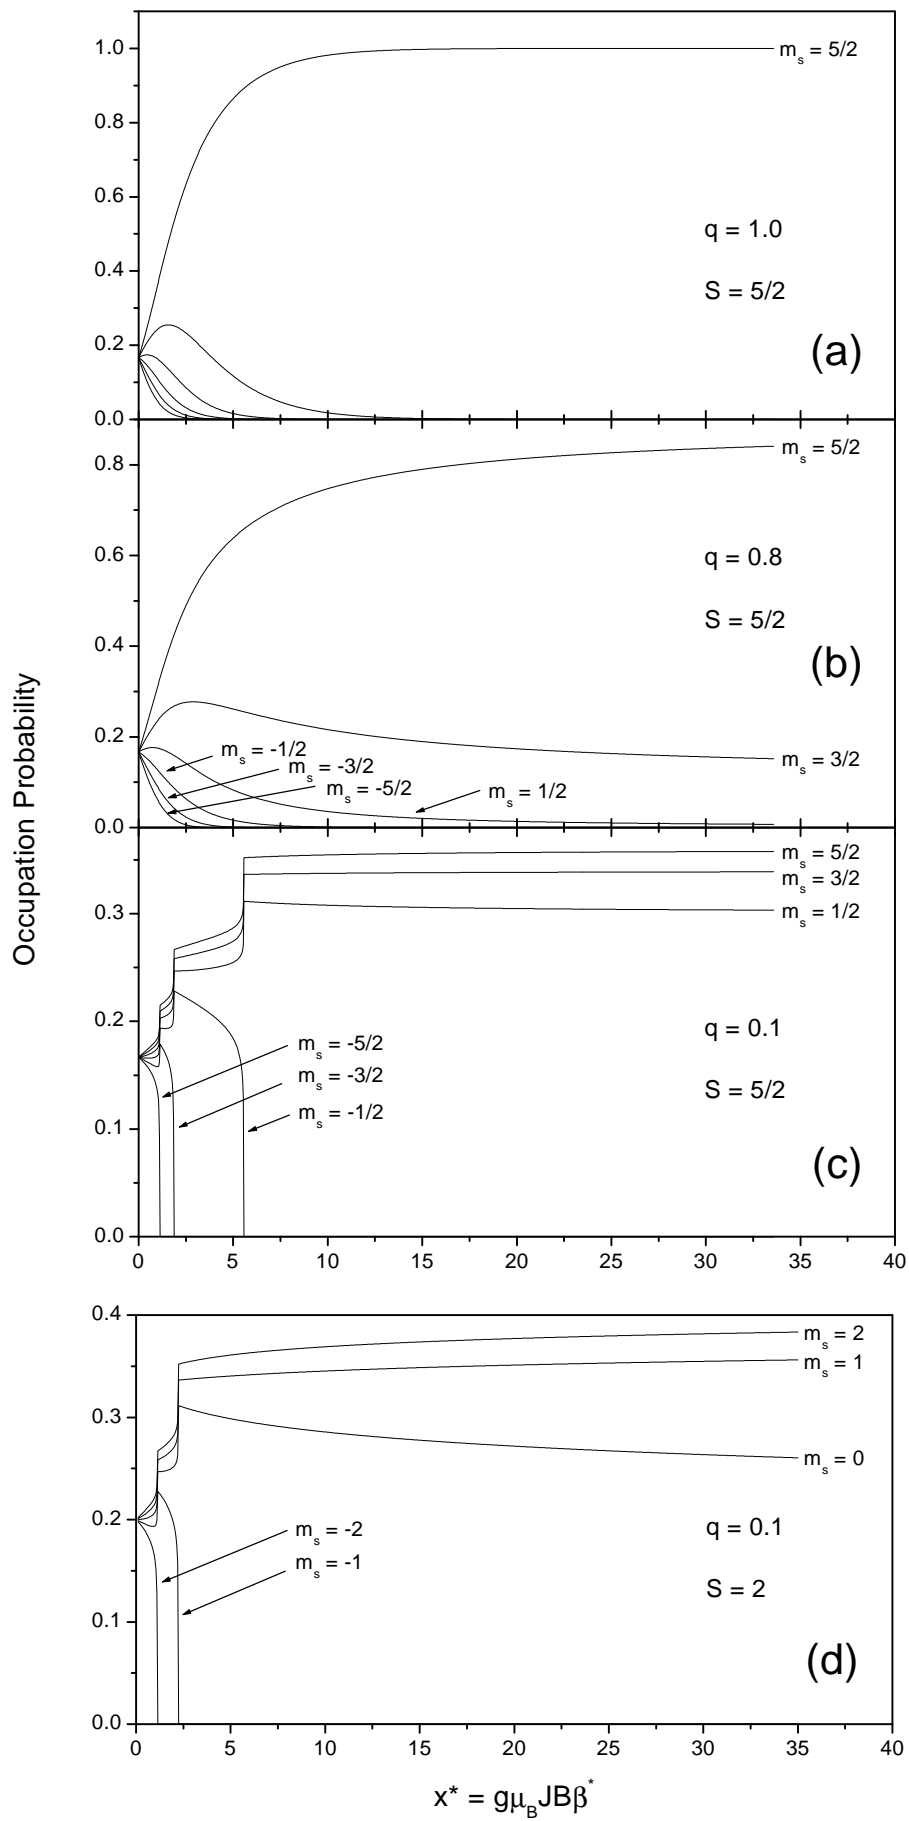 Occupation Probability
1.0
0.8
0.6
0.4
0.2
0.0
m_s = 5/2
q = 1.0
S = 5/2
(a)
0.8
0.6
0.4
0.2
0.0
m_s = 5/2
q = 0.8
S = 5/2
(b)
m_s = -1/2
m_s = -3/2
m_s = -5/2
m_s = 1/2
m_s = 3/2
0.3
0.2
0.1
0.0
m_s = 5/2
m_s = 3/2
m_s = 1/2
q = 0.1
S = 5/2
m_s = -5/2
m_s = -3/2
m_s = -1/2
(c)
0 5 10 15 20 25 30 35 40
0.4
0.3
0.2
0.1
0.0
m_s = 2
m_s = 1
m_s = 0
q = 0.1
S = 2
m_s = -2
m_s = -1
(d)
0 5 10 15 20 25 30 35 40
x* = gμ_BJBβ*